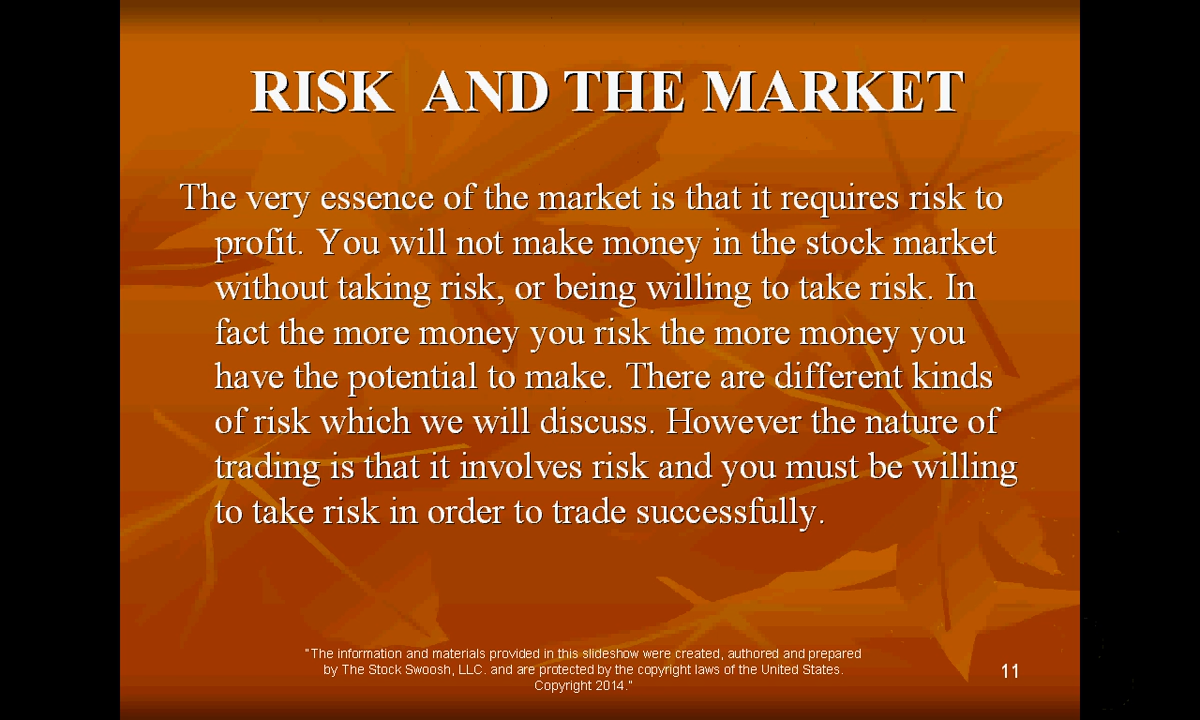 RISK  AND THE MARKET
The very essence of the market is that it requires risk to
profit.  You will not make money in the stock market
without taking risk, or being willing to take risk. In
fact the more money you risk the more money you
have the potential to make.  There are different kinds
of risk which we will discuss. However the nature of
trading is that it involves risk and you must be willing
to take risk in order to trade successfully.
"The information and materials provided in this slideshow were created, authored and prepared
by The Stock Swoosh, LLC. and are protected by the copyright laws of the United States.
Copyright 2014."
11